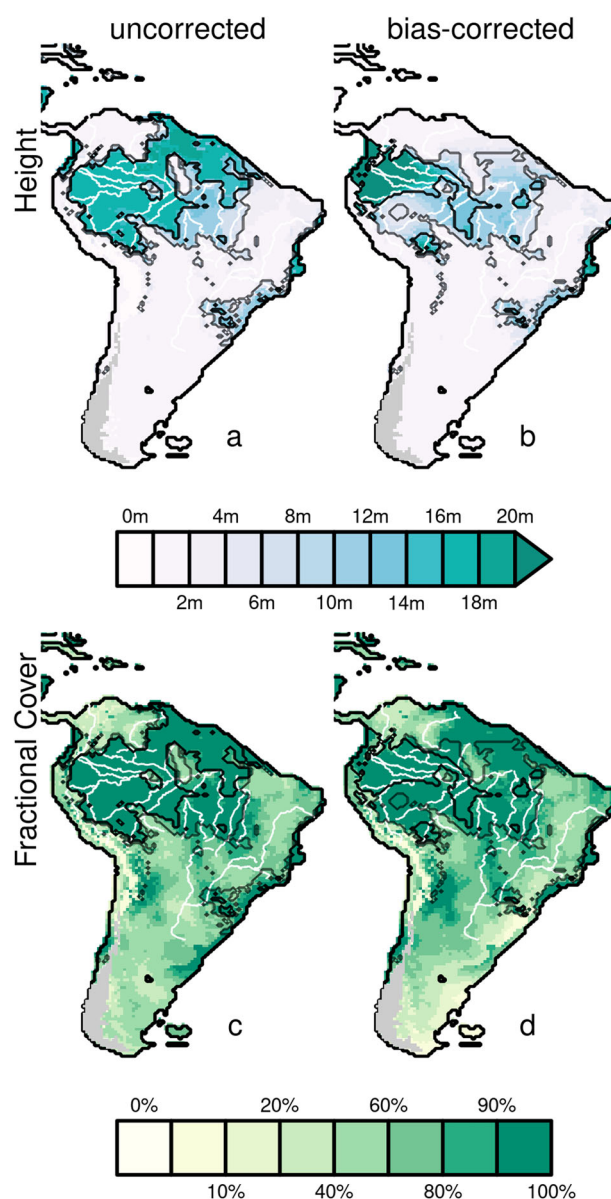 uncorrected bias-corrected
Height
a b
0m 4m 8m 12m 16m 20m
2m 6m 10m 14m 18m
Fractional Cover
c d
0% 20% 60% 90%
10% 40% 80% 100%